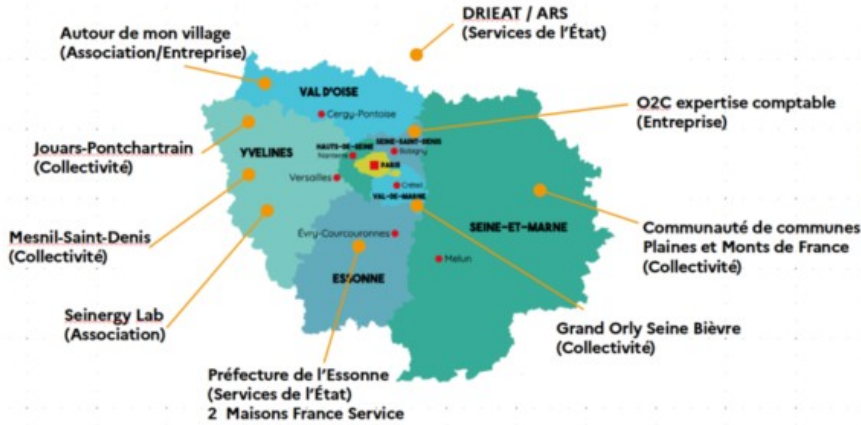 DRIEAT / ARS
(Services de l'État)
Autour de mon village
(Association/Entreprise)
O2C expertise comptable
(Entreprise)
Jouars-Pontchartrain
(Collectivité)
Mesnil-Saint-Denis
(Collectivité)
Seinergy Lab
(Association)
Communauté de communes
Plaines et Monts de France
(Collectivité)
Grand Orly Seine Bièvre
(Collectivité)
Préfecture de l'Essonne
(Services de l'État)
2 Maisons France Service
VAL D'OISE
Cergy-Pontoise
HAUTS-DE-SEINE
Nanterre
SEINE-SAINT-DENIS
Bobigny
YVELINES
PARIS
Versailles
Créteil
VAL-DE-MARNE
SEINE-ET-MARNE
Évry-Courcouronnes
Melun
ESSONNE